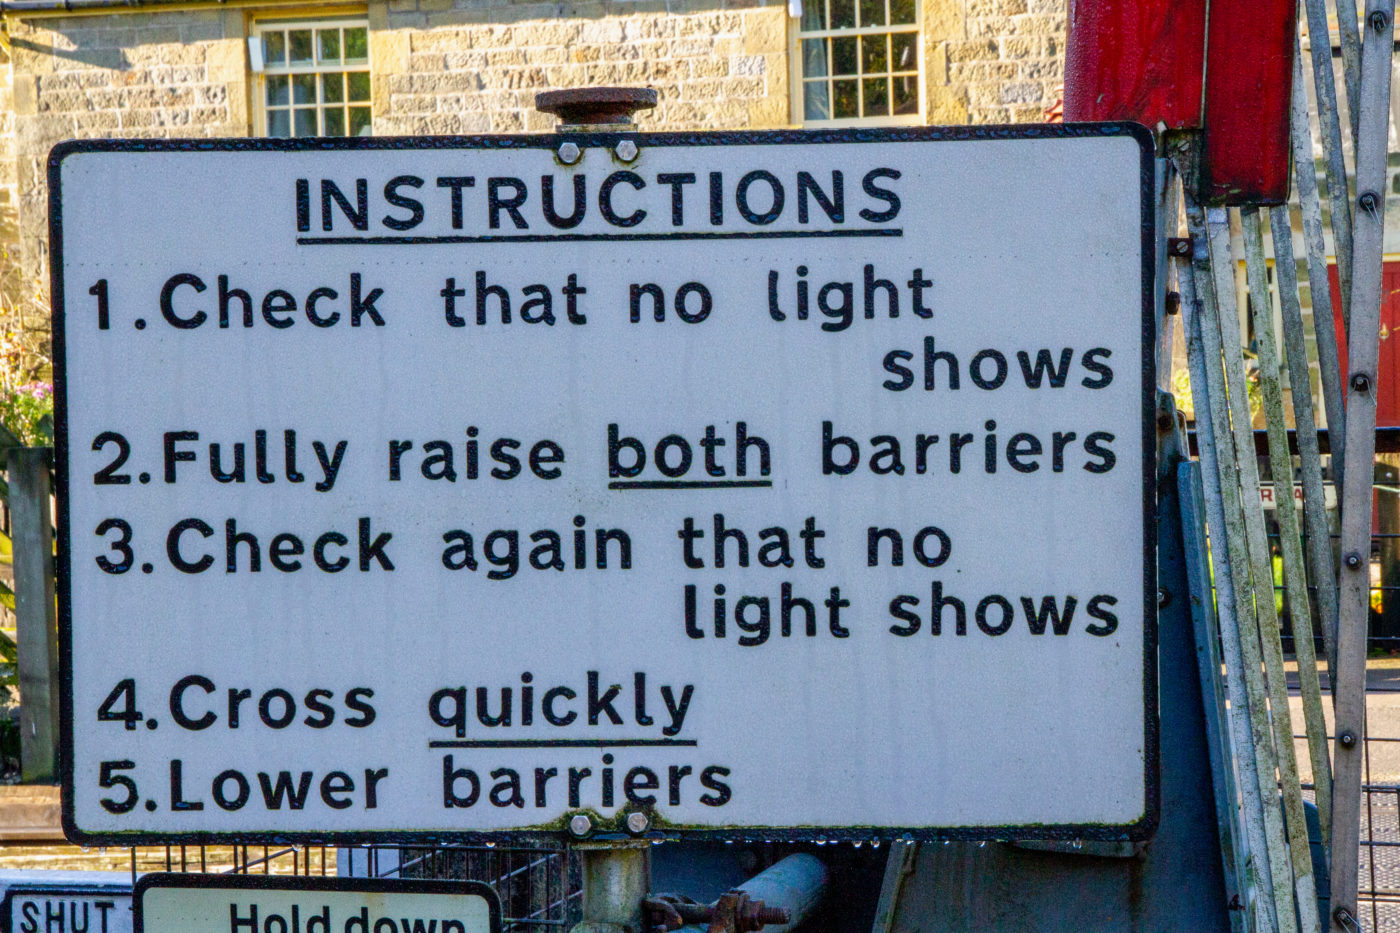 INSTRUCTIONS
1. Check that no light
shows
2. Fully raise both barriers
3. Check again that no
light shows
4. Cross quickly
5. Lower barriers
SHUT
Hold down